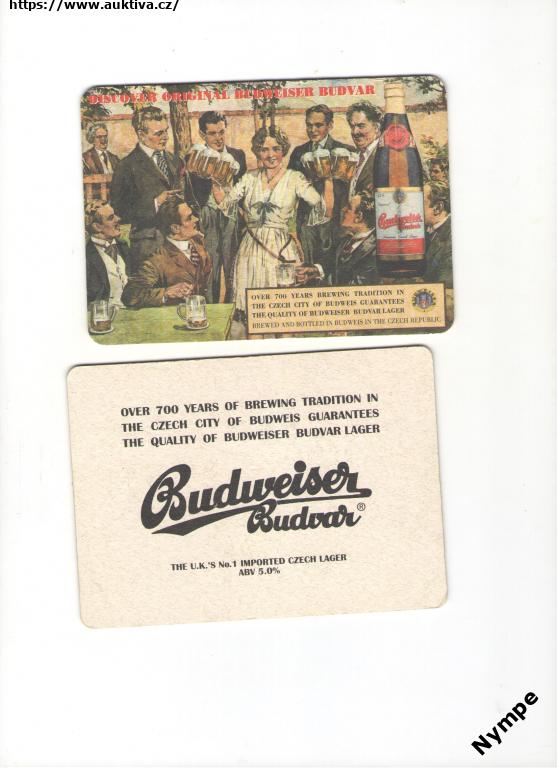 https://www.auktiva.cz/
DISCOVER ORIGINAL BUDWEISER BUDVAR
Budweiser
Budvar
OVER 700 YEARS BREWING TRADITION IN
THE CZECH CITY OF BUDWEIS GUARANTEES
THE QUALITY OF BUDWEISER BUDVAR LAGER
BREWED AND BOTTLED IN BUDWEIS IN THE CZECH REPUBLIC
OVER 700 YEARS OF BREWING TRADITION IN
THE CZECH CITY OF BUDWEIS GUARANTEES
THE QUALITY OF BUDWEISER BUDVAR LAGER
Budweiser
Budvar®
THE U.K.'S No.1 IMPORTED CZECH LAGER
ABV 5.0%
Nympe